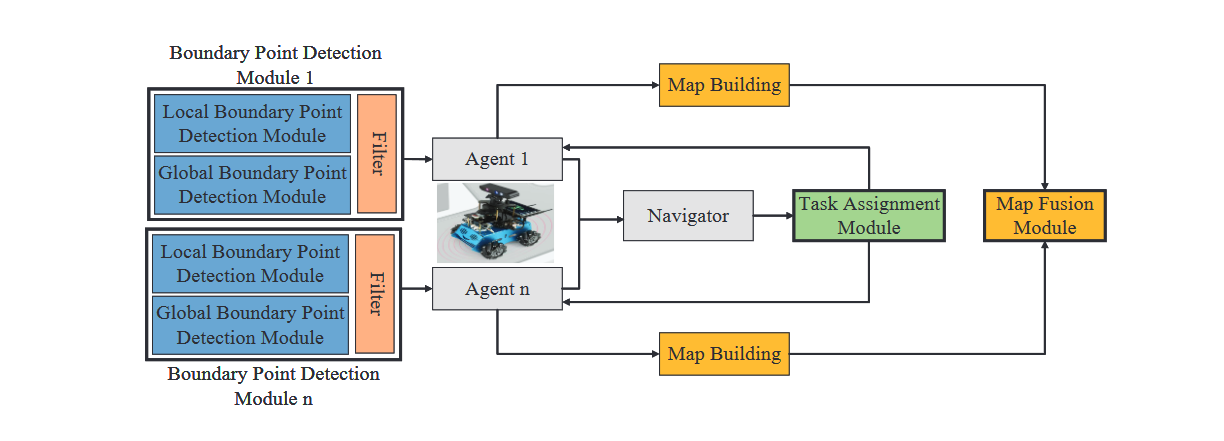 Boundary Point Detection
Module 1
Local Boundary Point
Detection Module
Global Boundary Point
Detection Module
Filter
Agent 1
Map Building
Navigator
Task Assignment
Module
Map Fusion
Module
Local Boundary Point
Detection Module
Global Boundary Point
Detection Module
Filter
Agent n
Map Building
Boundary Point Detection
Module n